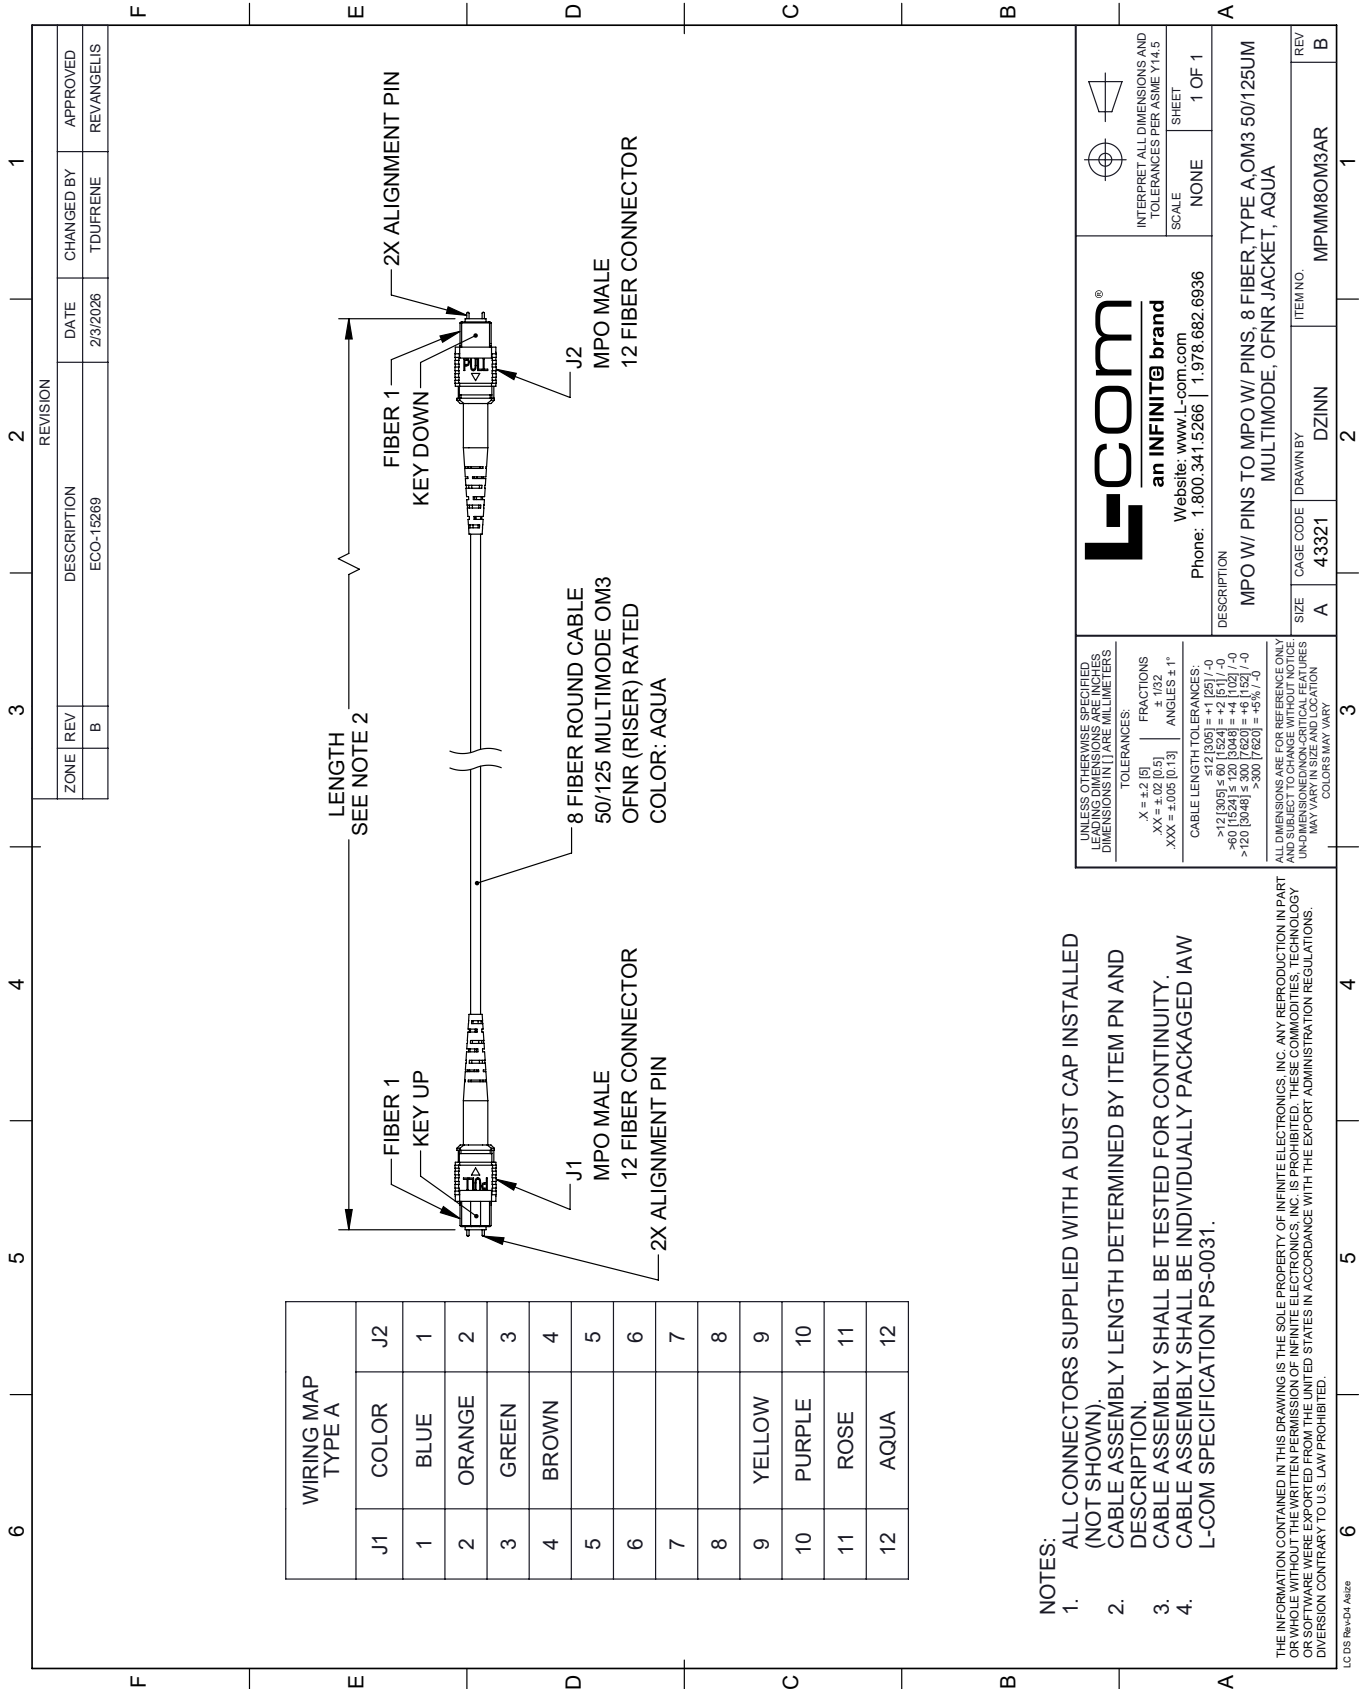 6 5 4 3 2 1
F
E
D
C
B
A
REVISION
ZONE REV DESCRIPTION DATE CHANGED BY APPROVED
B ECO-15269 2/3/2026 TDUFRENE REVANGELIS
WIRING MAP
TYPE A
J1 COLOR J2
1 BLUE 1
2 ORANGE 2
3 GREEN 3
4 BROWN 4
5 5
6 6
7 7
8 8
9 YELLOW 9
10 PURPLE 10
11 ROSE 11
12 AQUA 12
LENGTH
SEE NOTE 2
FIBER 1
KEY UP
PULL
J1
MPO MALE
12 FIBER CONNECTOR
2X ALIGNMENT PIN
8 FIBER ROUND CABLE
50/125 MULTIMODE OM3
OFNR (RISER) RATED
COLOR: AQUA
FIBER 1
KEY DOWN
PULL
2X ALIGNMENT PIN
J2
MPO MALE
12 FIBER CONNECTOR
NOTES:
1. ALL CONNECTORS SUPPLIED WITH A DUST CAP INSTALLED
(NOT SHOWN).
2. CABLE ASSEMBLY LENGTH DETERMINED BY ITEM PN AND
DESCRIPTION.
3. CABLE ASSEMBLY SHALL BE TESTED FOR CONTINUITY.
4. CABLE ASSEMBLY SHALL BE INDIVIDUALLY PACKAGED IAW
L-COM SPECIFICATION PS-0031.
THE INFORMATION CONTAINED IN THIS DRAWING IS THE SOLE PROPERTY OF INFINITE ELECTRONICS, INC. ANY REPRODUCTION IN PART
OR WHOLE WITHOUT THE WRITTEN PERMISSION OF INFINITE ELECTRONICS, INC. IS PROHIBITED. THESE COMMODITIES, TECHNOLOGY
OR SOFTWARE WERE EXPORTED FROM THE UNITED STATES IN ACCORDANCE WITH THE EXPORT ADMINISTRATION REGULATIONS.
DIVERSION CONTRARY TO U.S. LAW PROHIBITED.
UNLESS OTHERWISE SPECIFIED
LEADING DIMENSIONS ARE INCHES
DIMENSIONS IN [ ] ARE MILLIMETERS
TOLERANCES:
.X = ±.2 [5] FRACTIONS
.XX = ±.02 [0.5] ± 1/32
.XXX = ±.005 [0.13] ANGLES ± 1°
CABLE LENGTH TOLERANCES:
≤12 [305] = +1 [25] / -0
>12 [305] ≤ 60 [1524] = +2 [51] / -0
>60 [1524] ≤ 120 [3048] = +4 [102] / -0
>120 [3048] ≤ 300 [7620] = +6 [152] / -0
>300 [7620] = +5% / -0
ALL DIMENSIONS ARE FOR REFERENCE ONLY
AND SUBJECT TO CHANGE WITHOUT NOTICE.
UN-DIMENSIONED/NON-CRITICAL FEATURES
MAY VARY IN SIZE AND LOCATION
COLORS MAY VARY
L-com®
an INFINIT@ brand
Website: www.L-com.com
Phone: 1.800.341.5266 | 1.978.682.6936
INTERPRET ALL DIMENSIONS AND
TOLERANCES PER ASME Y14.5
SCALE NONE SHEET 1 OF 1
DESCRIPTION
MPO W/ PINS TO MPO W/ PINS, 8 FIBER,TYPE A,OM3 50/125UM
MULTIMODE, OFNR JACKET, AQUA
SIZE CAGE CODE DRAWN BY ITEM NO. REV
A 43321 DZINN MPMM8OM3AR B
LC DS Rev-D4 Asize
6 5 4 3 2 1
F
E
D
C
B
A